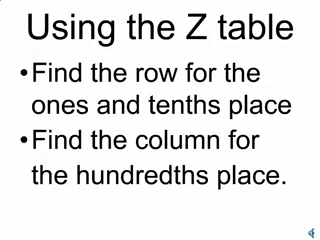 Using the Z table
•Find the row for the
ones and tenths place
•Find the column for
the hundredths place.